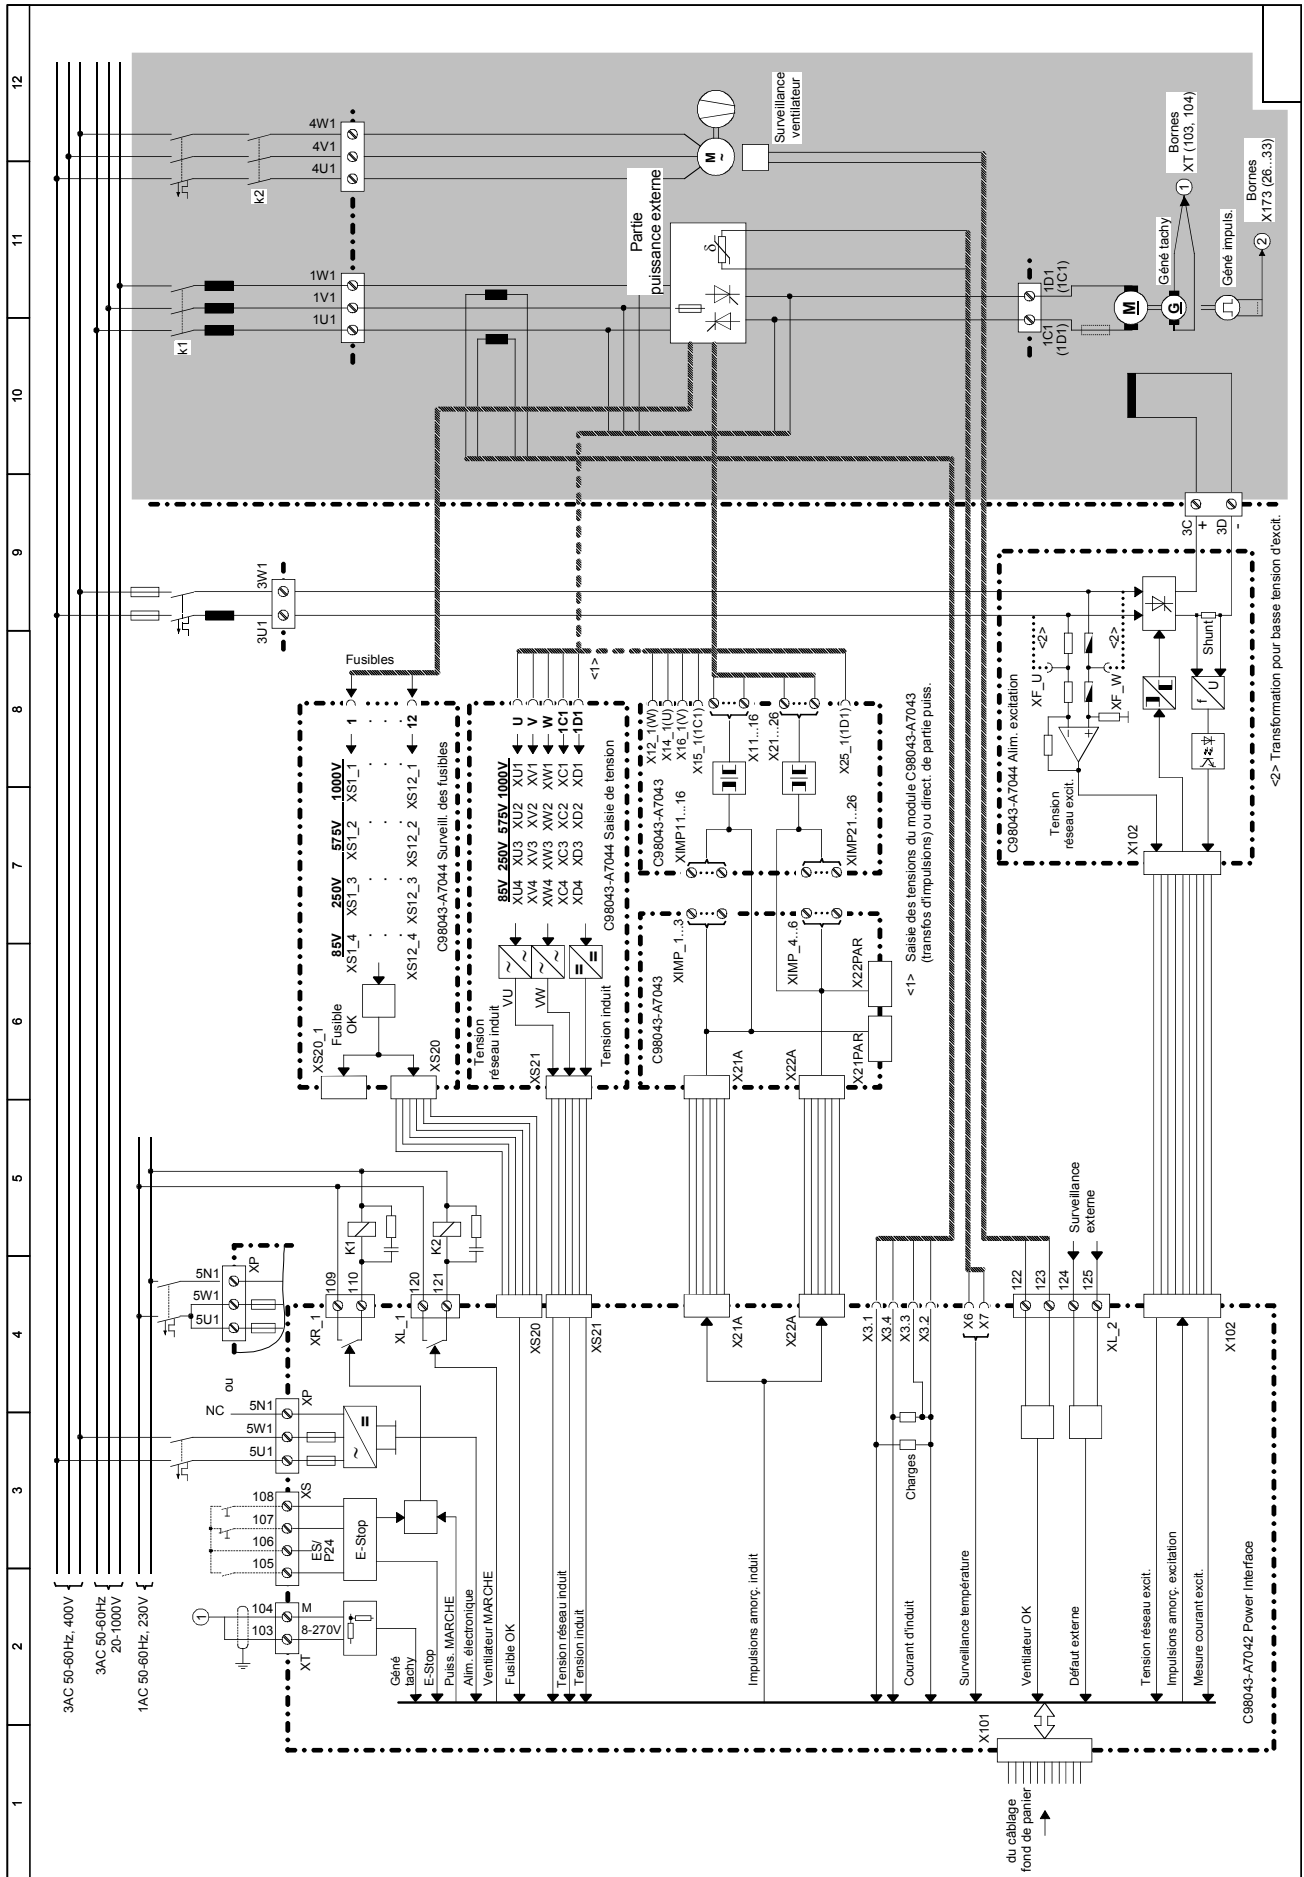 1
2
3
4
5
6
7
8
9
10
11
12
3AC 50-60Hz, 400V
3AC 50-60Hz
20-1000V
1AC 50-60Hz, 230V
1
104
103
M
8-270V
XT
108
107
106
105
XS
ES/
P24
E-Stop
NC
5N1
5W1
5U1
XP
~
=
ou
5N1
5W1
5U1
XP
XR_1
109
110
K1
XL_1
120
121
K2
Géné
tachy
E-Stop
Puiss. MARCHE
Alim. électronique
Ventilateur MARCHE
Fusible OK
Tension réseau induit
Tension induit
Impulsions amorç. induit
Courant d'induit
Surveillance température
Ventilateur OK
Défaut externe
Tension réseau excit.
Impulsions amorç. excitation
Mesure courant excit.
C98043-A7042 Power Interface
X101
du câblage
fond de panier
XS20
XS21
X21A
X22A
X3.1
X3.4
X3.3
X3.2
Charges
X6
X7
122
123
124
125
XL_2
Surveillance
externe
X102
XS20_1
Fusible
OK
XS20
85V 250V 575V 1000V
XS1_4 XS1_3 XS1_2 XS1_1 1
XS12_4 XS12_3 XS12_2 XS12_1 12
Fusibles
C98043-A7044 Surveil. des fusibles
Tension
réseau induit
VU
VW
XS21
Tension induit
85V 250V 575V 1000V
XU4 XU3 XU2 XU1 U
XV4 XV3 XV2 XV1 V
XW4 XW3 XW2 XW1 W
XC4 XC3 XC2 XC1 1C1
XD4 XD3 XD2 XD1 1D1
C98043-A7044 Saisie de tension
<1>
C98043-A7043
X21A
X22A
X21PAR
X22PAR
XIMP_1...3
XIMP_4...6
C98043-A7043
XIMP11...16
XIMP21...26
X12_1(W)
X14_1(U)
X16_1(V)
X15_1(1C1)
X11...16
X21...26
X25_1(1D1)
<1> Saisie des tensions du module C98043-A7043
(transfos d'impulsions) ou direct. de partie puiss.
C98043-A7044 Alim. excitation
Tension
réseau excit.
X102
XF_U
<2>
XF_W
<2>
f
U
Shunt
3U1
3W1
3C
+
3D
-
<2> Transformation pour basse tension d'excit.
k1
1U1
1V1
1W1
k2
4U1
4V1
4W1
M
~
Surveillance
ventilateur
Partie
puissance externe
δ
1C1
(1D1)
1D1
(1C1)
M
G
Géné tachy
1
Bornes
XT (103, 104)
Géné impuls.
2
Bornes
X173 (26...33)